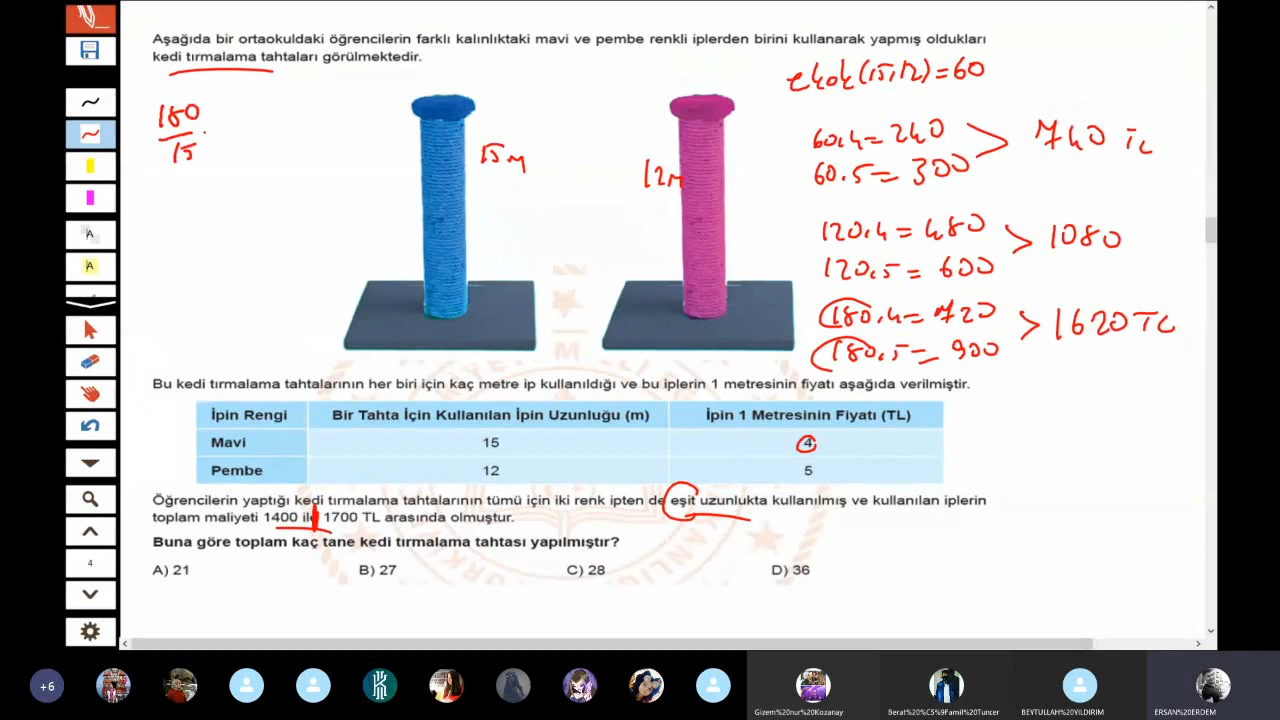 Aşağıda bir ortaokuldaki öğrencilerin farklı kalınlıktaki mavi ve pembe renkli iplerden birini kullanarak yapmış oldukları
kedi tırmalama tahtaları görülmektedir.
ekok(15,12)=60
180
15
15m
12m
60.4=240
60.5=300
740 TL
120.4=480
120.5=600
1080
180.4=720
180.5=900
1620 TL
Bu kedi tırmalama tahtalarının her biri için kaç metre ip kullanıldığı ve bu iplerin 1 metresinin fiyatı aşağıda verilmiştir.
İpin Rengi Bir Tahta İçin Kullanılan İpin Uzunluğu (m) İpin 1 Metresinin Fiyatı (TL)
Mavi 15 4
Pembe 12 5
Öğrencilerin yaptığı kedi tırmalama tahtalarının tümü için iki renk ipten de eşit uzunlukta kullanılmış ve kullanılan iplerin
toplam maliyeti 1400 ile 1700 TL arasında olmuştur.
Buna göre toplam kaç tane kedi tırmalama tahtası yapılmıştır?
A) 21 B) 27 C) 28 D) 36
A
A
4
+6
Gizem%20nur%20Kozanay
Berat%20%C5%9Famil%20Tuncer
BEYTULLAH%20YILDIRIM
ERSAN%20ERDEM